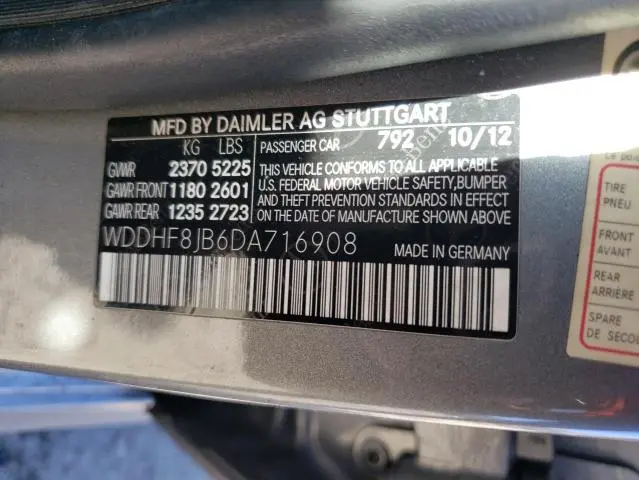 MFD BY DAIMLER AG STUTTGART
KG LBS PASSENGER CAR 792 10/12
GVWR 2370 5225
GAWR FRONT 1180 2601
GAWR REAR 1235 2723
THIS VEHICLE CONFORMS TO ALL APPLICABLE
U.S. FEDERAL MOTOR VEHICLE SAFETY, BUMPER
AND THEFT PREVENTION STANDARDS IN EFFECT
ON THE DATE OF MANUFACTURE SHOWN ABOVE
WDDHF8JB6DA716908 MADE IN GERMANY
TIRE
PNEU
FRONT
AVANT
REAR
ARRIÈRE
SPARE
DE SECOU